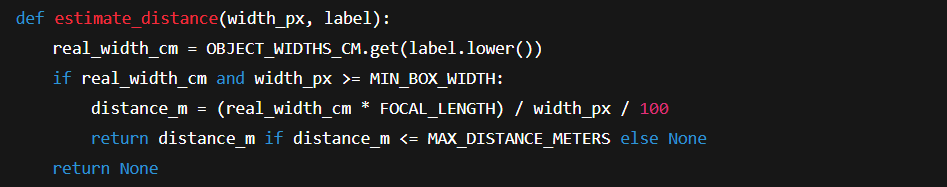 def estimate_distance(width_px, label):
    real_width_cm = OBJECT_WIDTHS_CM.get(label.lower())
    if real_width_cm and width_px >= MIN_BOX_WIDTH:
        distance_m = (real_width_cm * FOCAL_LENGTH) / width_px / 100
        return distance_m if distance_m <= MAX_DISTANCE_METERS else None
    return None